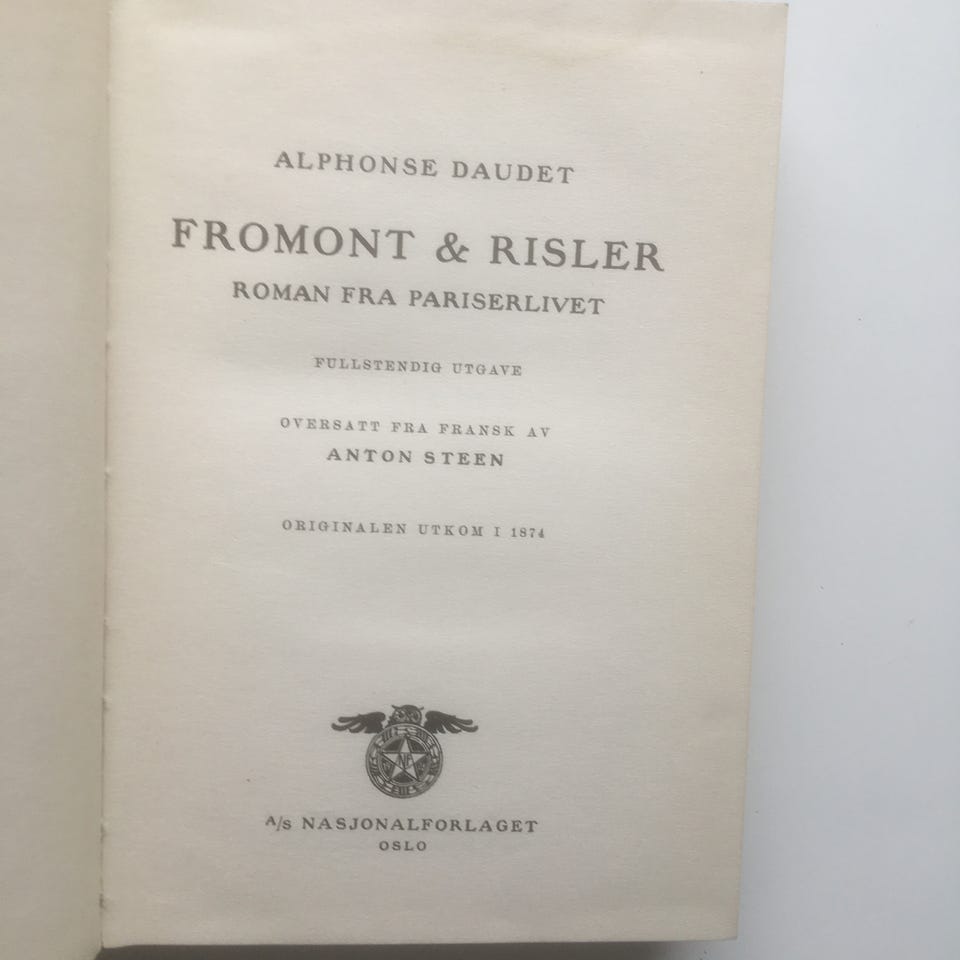 ALPHONSE DAUDET
FROMONT & RISLER
ROMAN FRA PARISERLIVET
FULLSTENDIG UTGAVE
OVERSATT FRA FRANSK AV
ANTON STEEN
ORIGINALEN UTKOM I 1874
NF
A/S NASJONALFORLAGET
OSLO